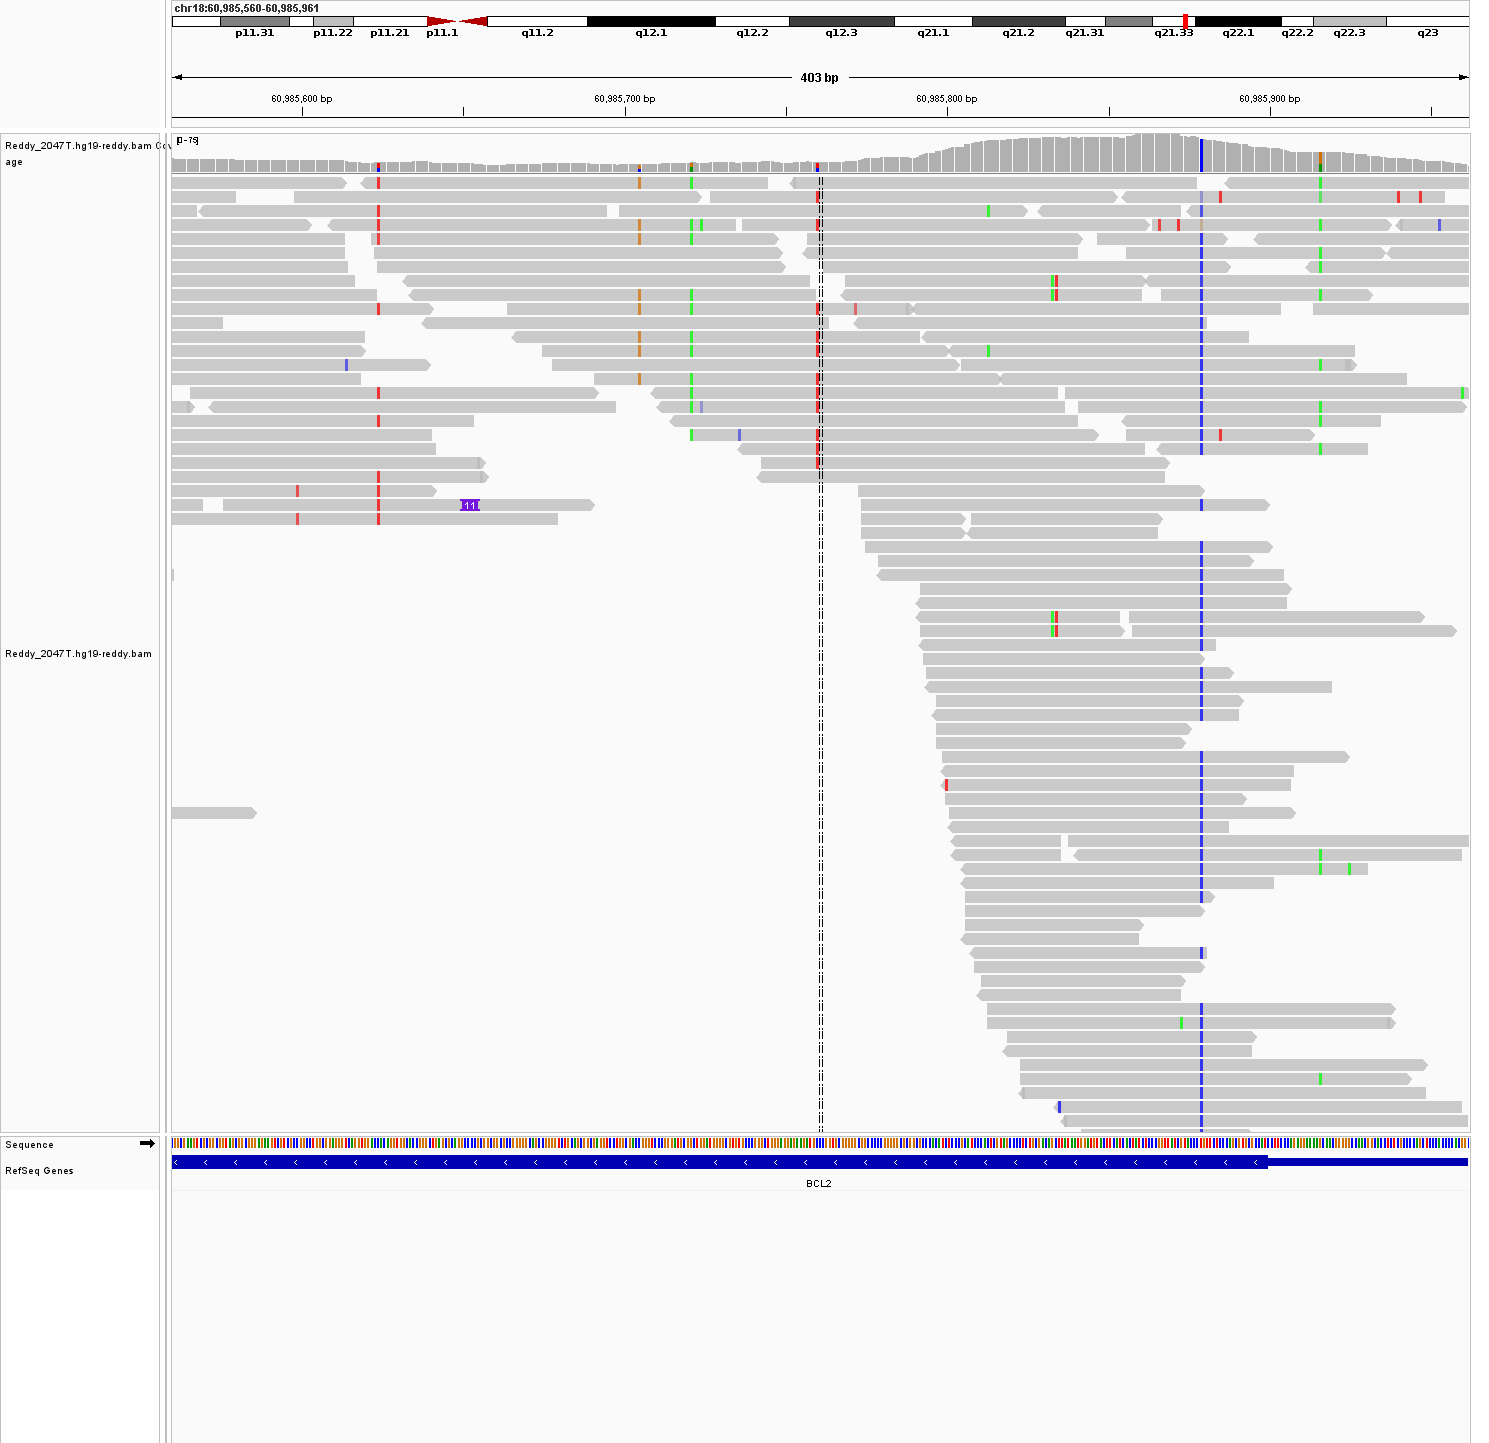 chr18:60,985,560-60,985,961
p11.31 p11.22 p11.21 p11.1 q11.2 q12.1 q12.2 q12.3 q21.1 q21.2 q21.31 q21.33 q22.1 q22.2 q22.3 q23
403 bp
60,985,600 bp 60,985,700 bp 60,985,800 bp 60,985,900 bp
[0-79]
Reddy_2047T.hg19-reddy.bam Cov
age
11
Reddy_2047T.hg19-reddy.bam
Sequence
RefSeq Genes
BCL2